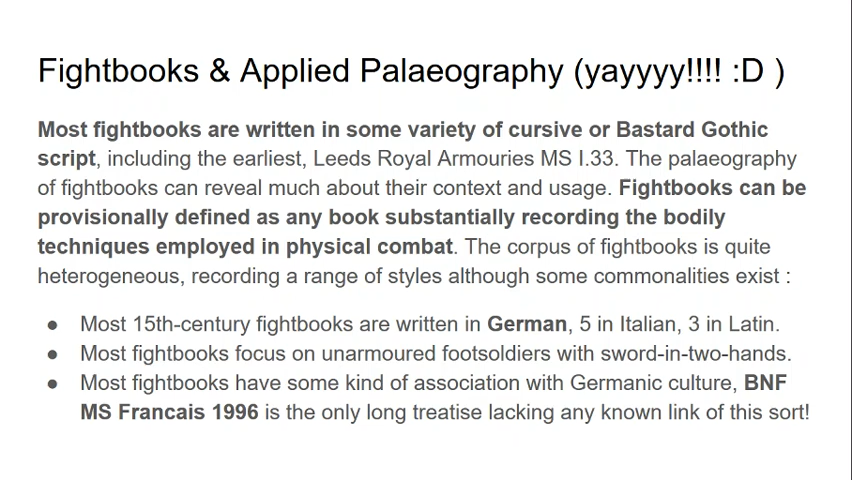 Fightbooks & Applied Palaeography (yayyyy!!!! :D )
Most fightbooks are written in some variety of cursive or Bastard Gothic
script, including the earliest, Leeds Royal Armouries MS I.33. The palaeography
of fightbooks can reveal much about their context and usage. Fightbooks can be
provisionally defined as any book substantially recording the bodily
techniques employed in physical combat. The corpus of fightbooks is quite
heterogeneous, recording a range of styles although some commonalities exist :
● Most 15th-century fightbooks are written in German, 5 in Italian, 3 in Latin.
● Most fightbooks focus on unarmoured footsoldiers with sword-in-two-hands.
● Most fightbooks have some kind of association with Germanic culture, BNF
MS Francais 1996 is the only long treatise lacking any known link of this sort!